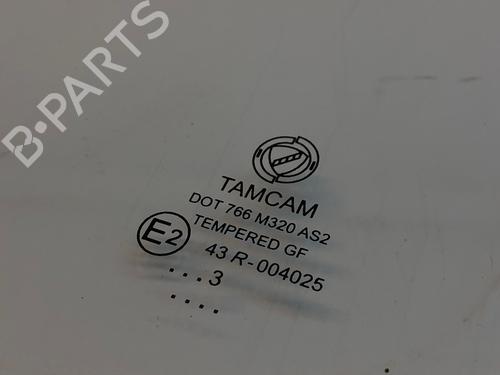 B-PARTS
TAMCAM
DOT 766 M320 AS2
TEMPERED GF
E2
43 R-004025
...3
....